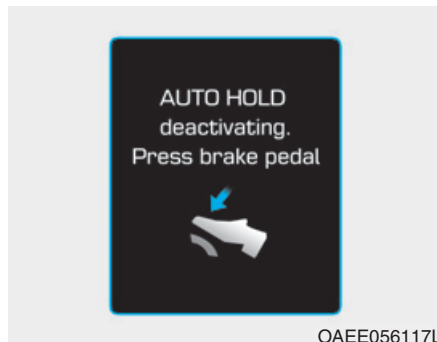 AUTO HOLD
deactivating.
Press brake pedal
OAEE056117L